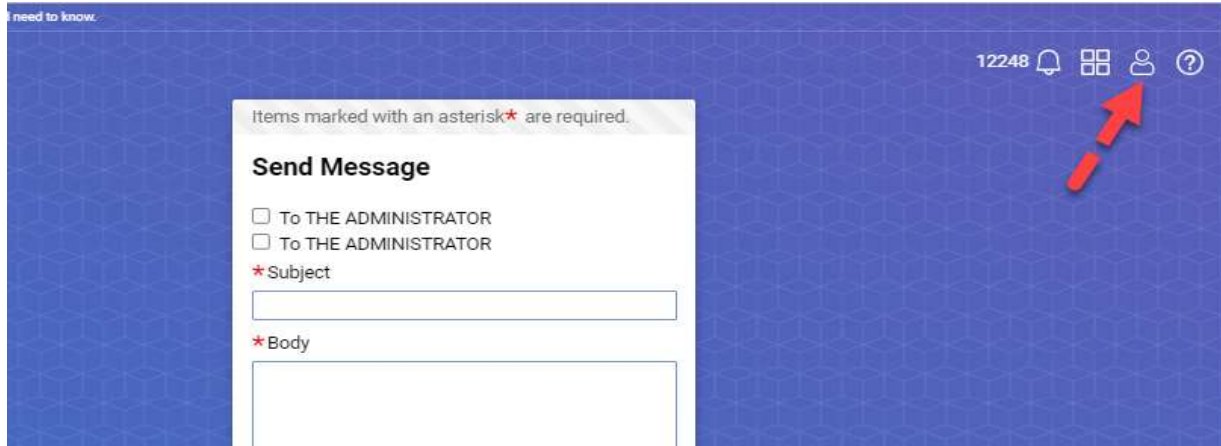 need to know.
12248
Items marked with an asterisk* are required.
Send Message
To THE ADMINISTRATOR
To THE ADMINISTRATOR
*Subject
*Body